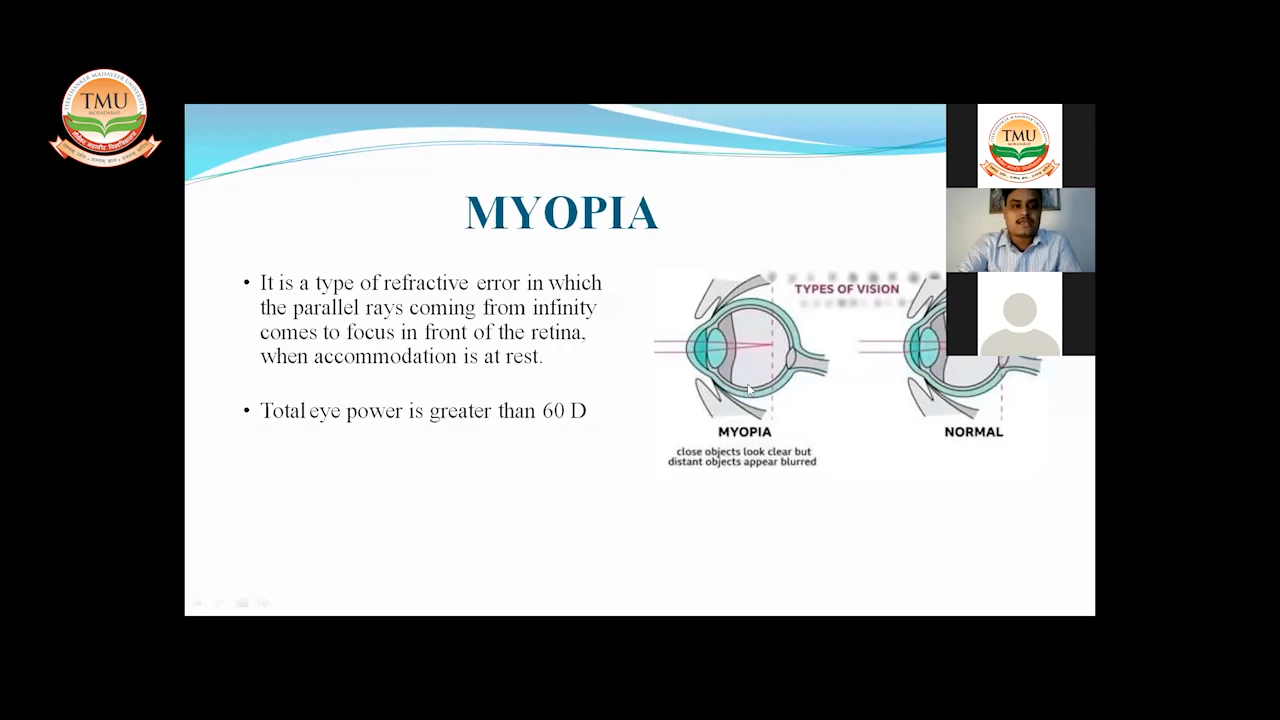 TMU
MORADABAD
TMU
MORADABAD
MYOPIA
• It is a type of refractive error in which
the parallel rays coming from infinity
comes to focus in front of the retina,
when accommodation is at rest.
• Total eye power is greater than 60 D
TYPES OF VISION
MYOPIA
close objects look clear but
distant objects appear blurred
NORMAL